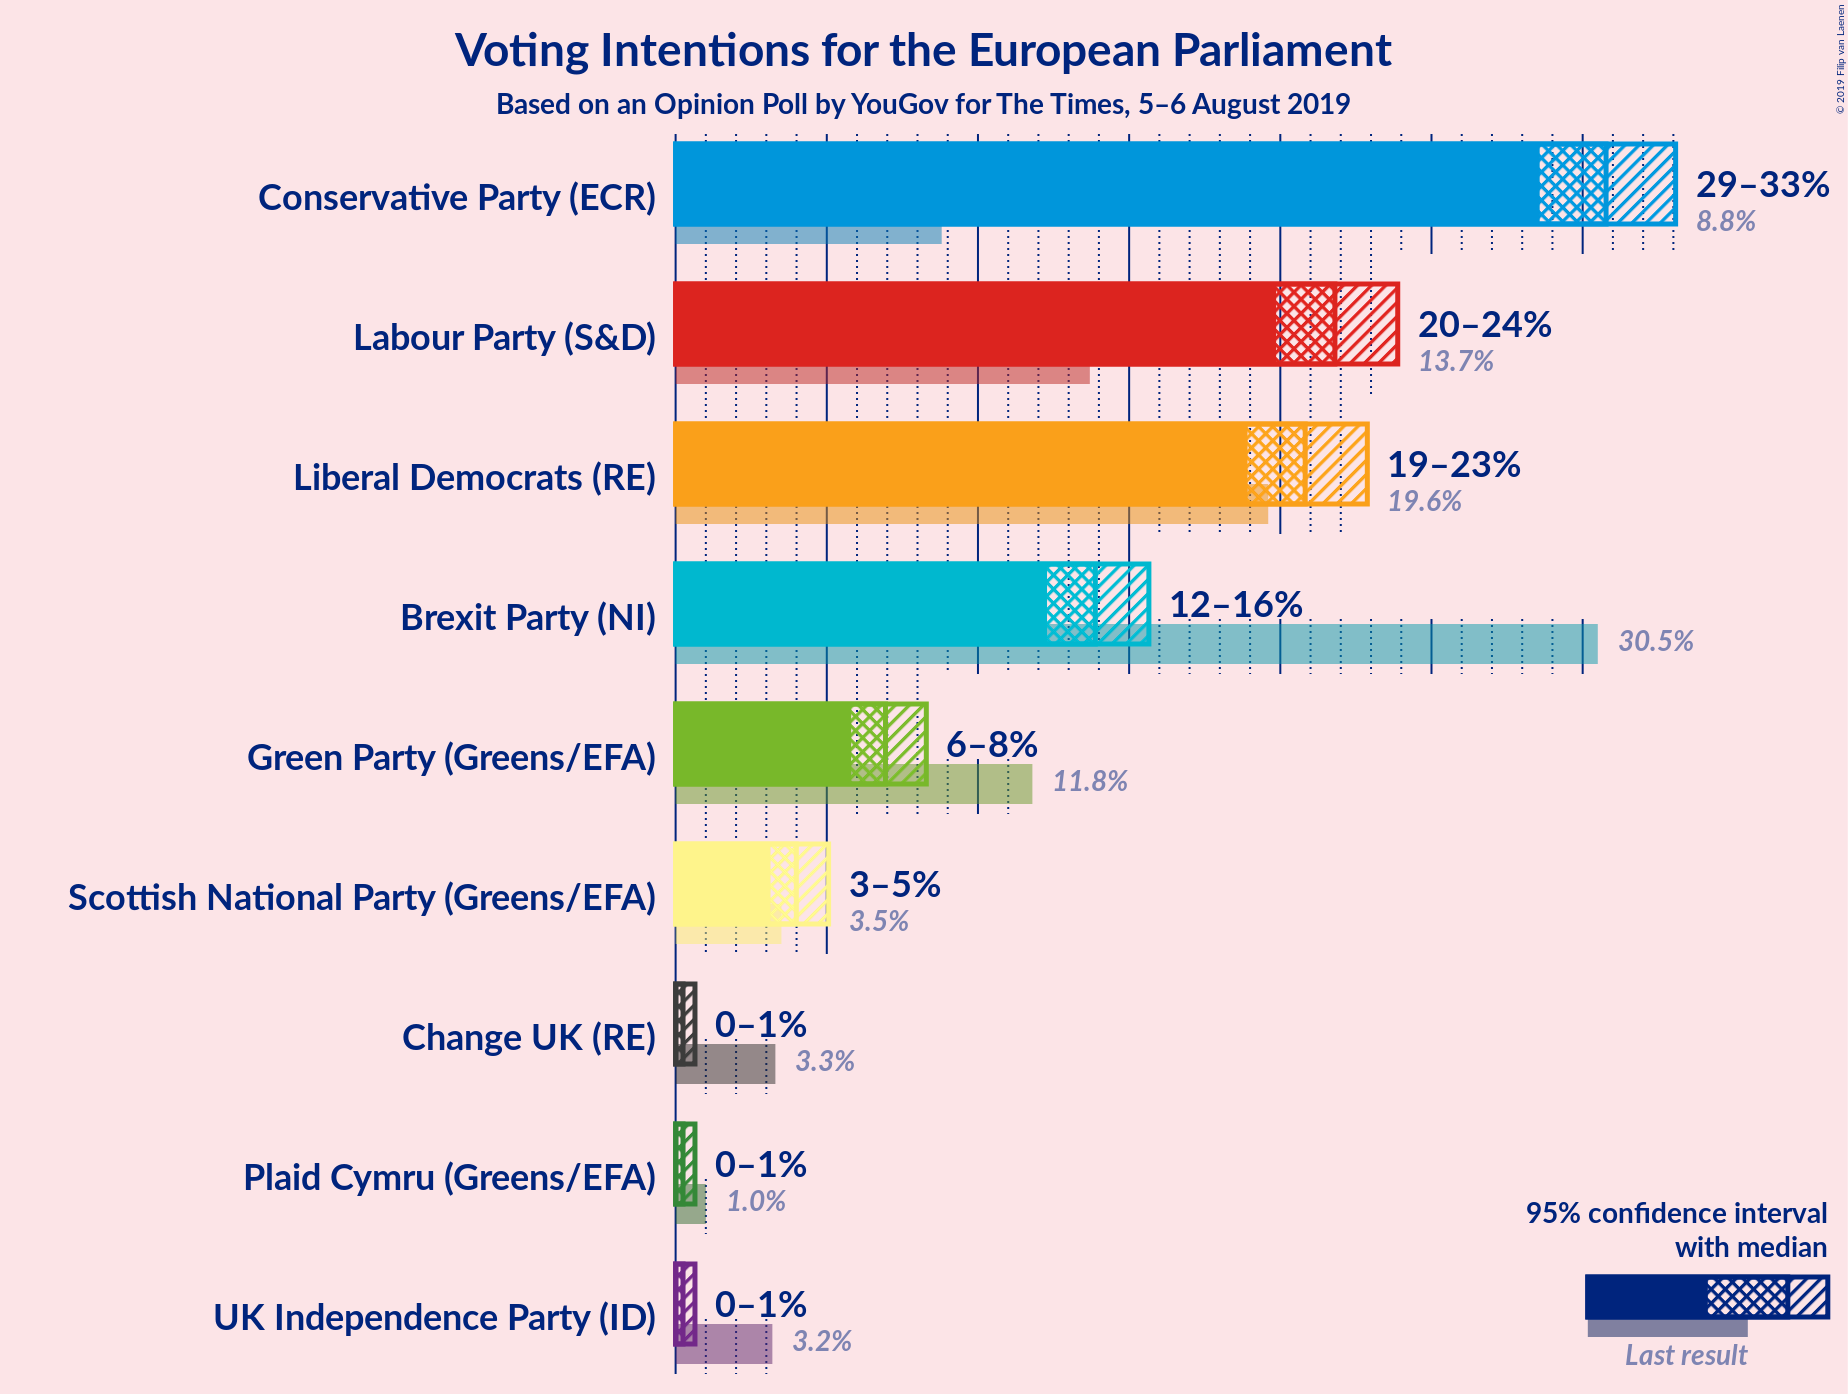 Voting Intentions for the European Parliament
Based on an Opinion Poll by YouGov for The Times, 5–6 August 2019
© 2019 Filip van Laenen
Conservative Party (ECR)
29–33%
8.8%
Labour Party (S&D)
20–24%
13.7%
Liberal Democrats (RE)
19–23%
19.6%
Brexit Party (NI)
12–16%
30.5%
Green Party (Greens/EFA)
6–8%
11.8%
Scottish National Party (Greens/EFA)
3–5%
3.5%
Change UK (RE)
0–1%
3.3%
Plaid Cymru (Greens/EFA)
0–1%
1.0%
UK Independence Party (ID)
0–1%
3.2%
95% confidence interval
with median
Last result